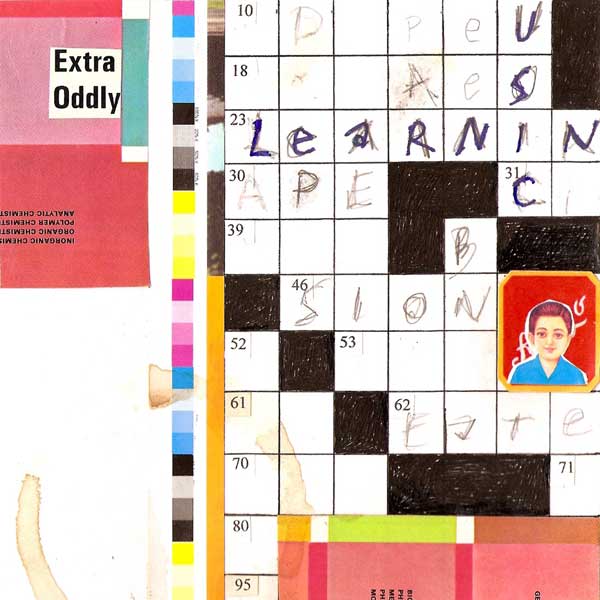 Extra
Oddly
INORGANIC CHEMIS
ORGANIC CHEMIST
POLYMER CHEMIST
ANALYTIC CHEMIST
10 D P e U
18 A e S
23 L e a R N I N
30 A P E 31 C
39 B
46 S I O N
52 53
61 62
70 71
80
95